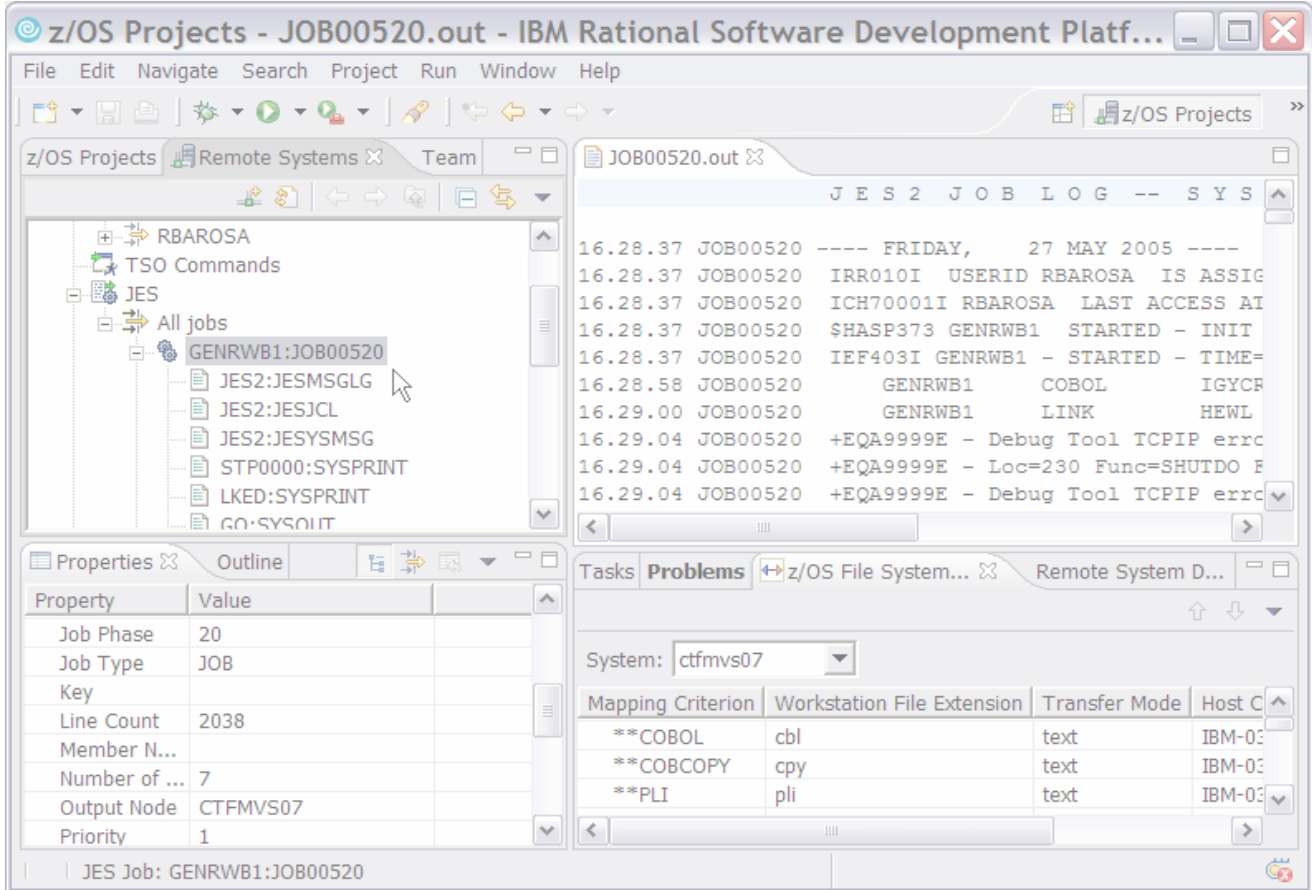 z/OS Projects - JOB00520.out - IBM Rational Software Development Platf...
File Edit Navigate Search Project Run Window Help
z/OS Projects
z/OS Projects Remote Systems Team
RBAROSA
TSO Commands
JES
All jobs
GENRWB1:JOB00520
JES2:JESMSGLG
JES2:JESJCL
JES2:JESYSMSG
STP0000:SYSPRINT
LKED:SYSPRINT
GO:SYSOUT
JOB00520.out
J E S 2 J O B L O G -- S Y S
16.28.37 JOB00520 ---- FRIDAY, 27 MAY 2005 ----
16.28.37 JOB00520 IRR010I USERID RBAROSA IS ASSIG
16.28.37 JOB00520 ICH70001I RBAROSA LAST ACCESS AT
16.28.37 JOB00520 $HASP373 GENRWB1 STARTED - INIT
16.28.37 JOB00520 IEF403I GENRWB1 - STARTED - TIME=
16.28.58 JOB00520 GENRWB1 COBOL IGYCR
16.29.00 JOB00520 GENRWB1 LINK HEWL
16.29.04 JOB00520 +EQA9999E - Debug Tool TCPIP erro
16.29.04 JOB00520 +EQA9999E - Loc=230 Func=SHUTDO F
16.29.04 JOB00520 +EQA9999E - Debug Tool TCPIP erro
Properties Outline
Property Value
Job Phase 20
Job Type JOB
Key
Line Count 2038
Member N...
Number of ... 7
Output Node CTFMVS07
Priority 1
Tasks Problems z/OS File System... Remote System D...
System: ctfmvs07
Mapping Criterion Workstation File Extension Transfer Mode Host C
**COBOL cbl text IBM-03
**COBCOPY cpy text IBM-03
**PLI pli text IBM-03
JES Job: GENRWB1:JOB00520